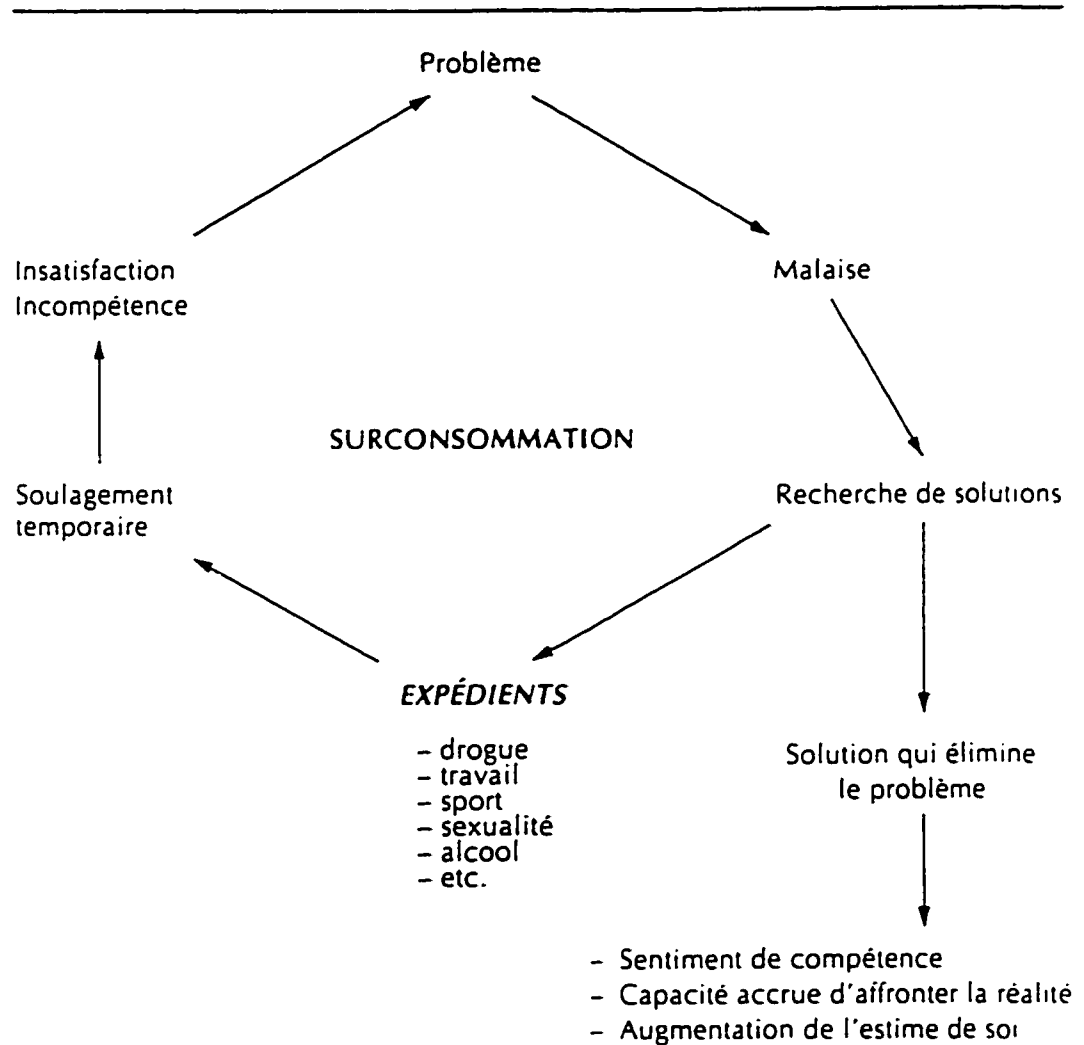 Problème
Insatisfaction
Incompétence
Malaise
SURCONSOMMATION
Soulagement
temporaire
Recherche de solutions
EXPÉDIENTS
– drogue
– travail
– sport
– sexualité
– alcool
– etc.
Solution qui élimine
le problème
– Sentiment de compétence
– Capacité accrue d'affronter la réalité
– Augmentation de l'estime de soi